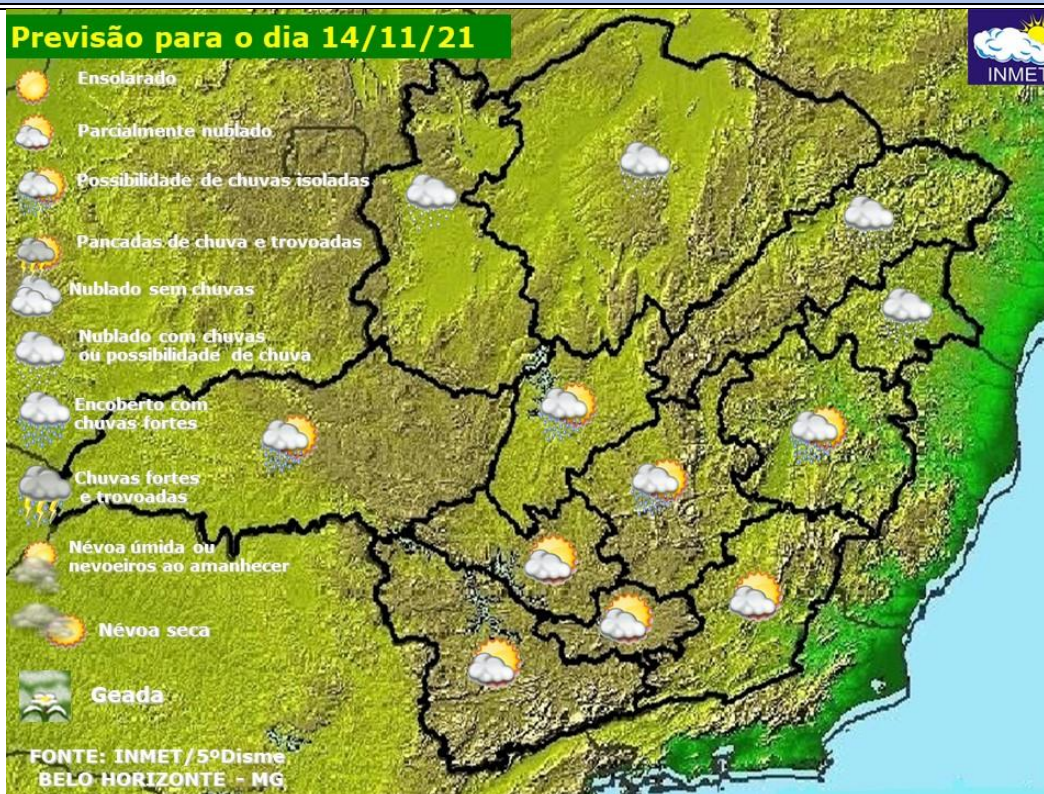 Previsão para o dia 14/11/21
INMET
Ensolarado
Parcialmente nublado
Possibilidade de chuvas isoladas
Pancadas de chuva e trovoadas
Nublado sem chuvas
Nublado com chuvas
ou possibilidade de chuva
Encoberto com
chuvas fortes
Chuvas fortes
e trovoadas
Névoa úmida ou
nevoeiros ao amanhecer
Névoa seca
Geada
FONTE: INMET/5ºDisme
BELO HORIZONTE - MG